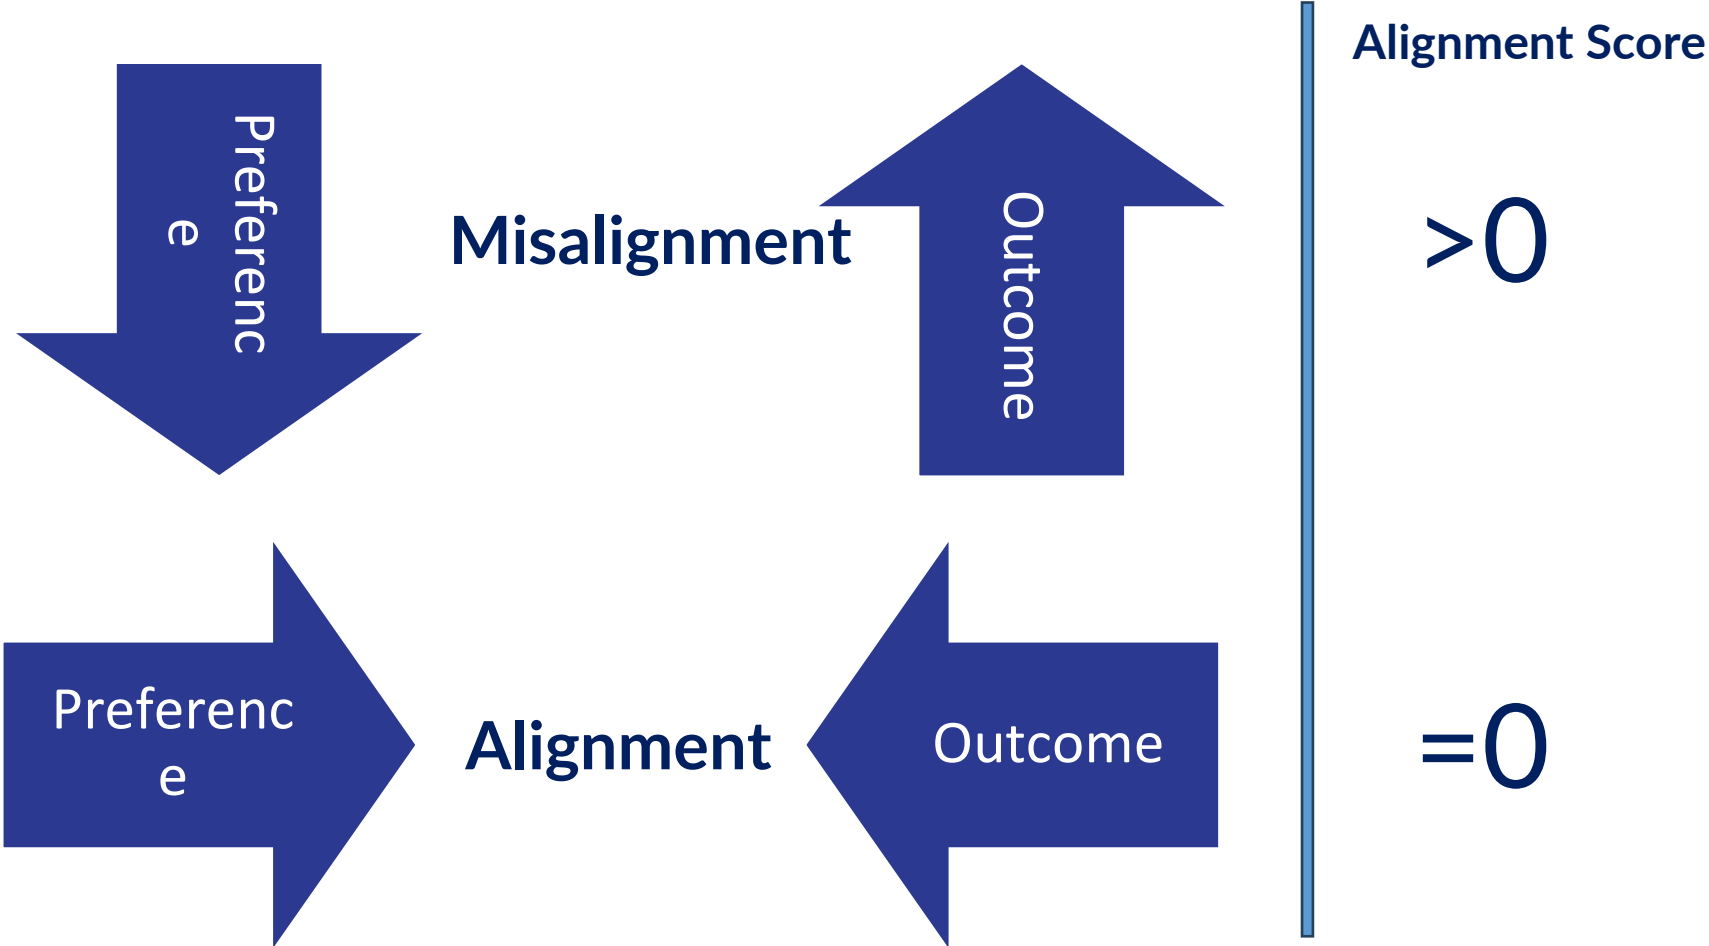 Alignment Score
Preferenc
e
Misalignment
Outcome
>0
Preferenc
e
Alignment
Outcome
=0